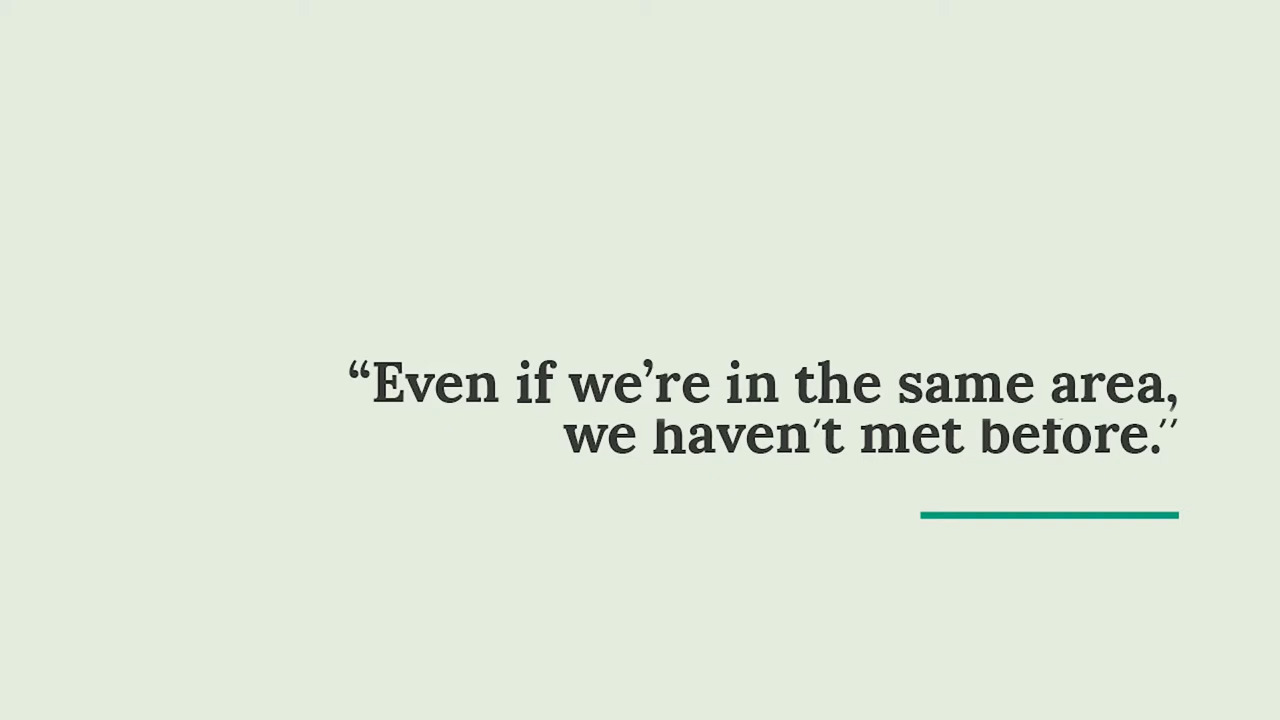 “Even if we’re in the same area,
we haven’t met before.”